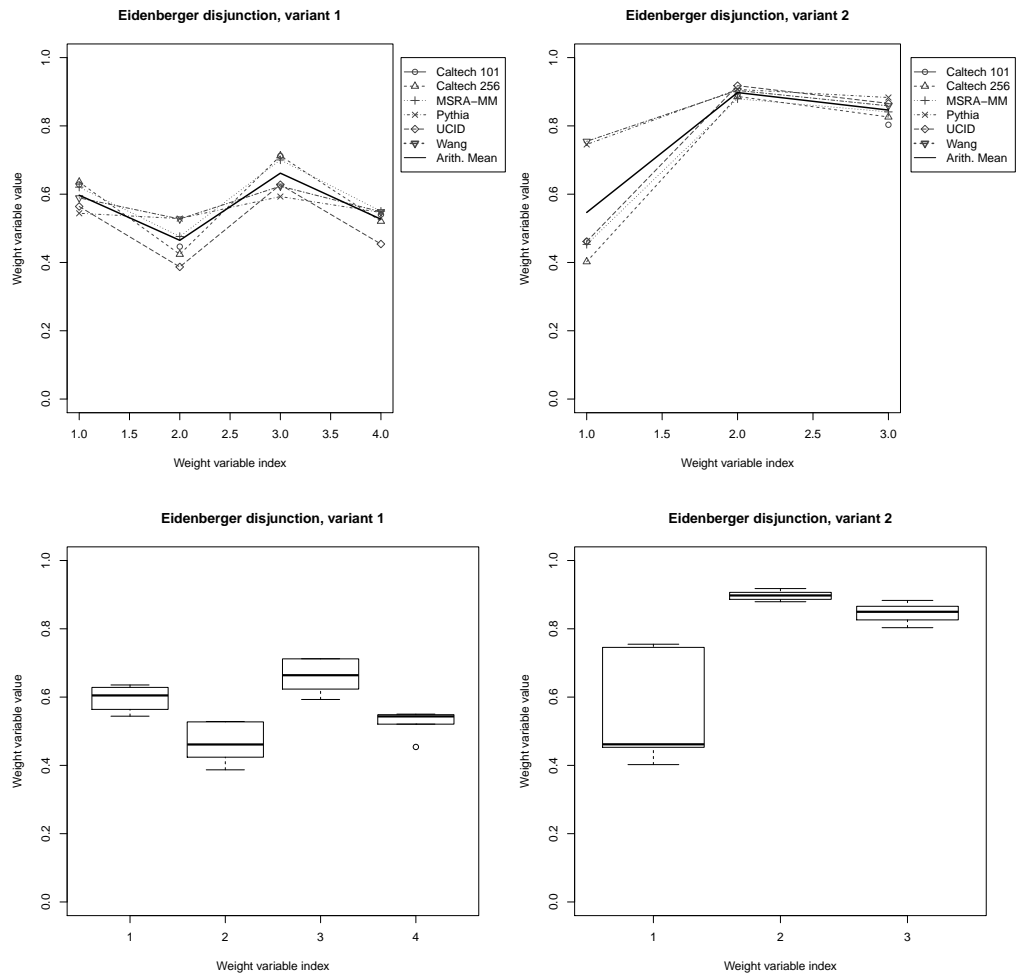 Eidenberger disjunction, variant 1
Weight variable value
0.0 0.2 0.4 0.6 0.8 1.0
1.0 1.5 2.0 2.5 3.0 3.5 4.0
Weight variable index
Caltech 101
Caltech 256
MSRA−MM
Pythia
UCID
Wang
Arith. Mean
Eidenberger disjunction, variant 2
Weight variable value
0.0 0.2 0.4 0.6 0.8 1.0
1.0 1.5 2.0 2.5 3.0
Weight variable index
Caltech 101
Caltech 256
MSRA−MM
Pythia
UCID
Wang
Arith. Mean
Eidenberger disjunction, variant 1
Weight variable value
0.0 0.2 0.4 0.6 0.8 1.0
1 2 3 4
Weight variable index
Eidenberger disjunction, variant 2
Weight variable value
0.0 0.2 0.4 0.6 0.8 1.0
1 2 3
Weight variable index